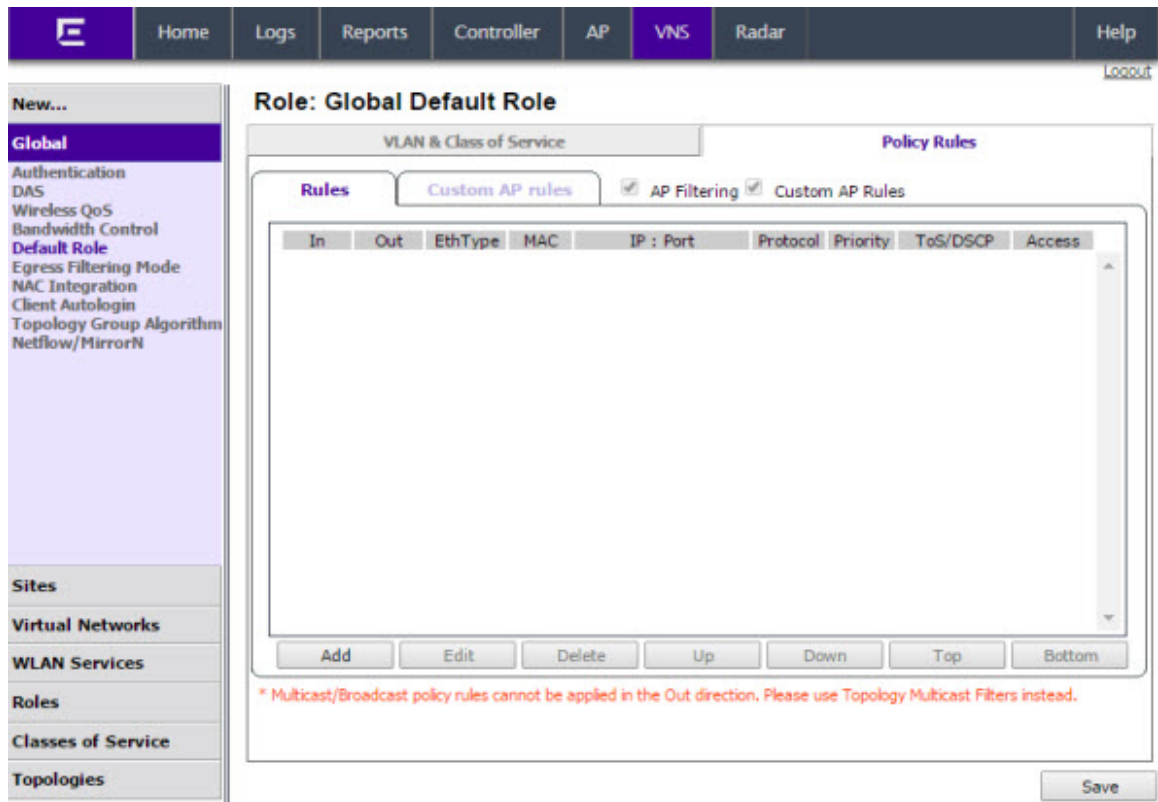 Home Logs Reports Controller AP VNS Radar Help
Logout
New...
Global
Authentication
DAS
Wireless QoS
Bandwidth Control
Default Role
Egress Filtering Mode
NAC Integration
Client Autologin
Topology Group Algorithm
Netflow/MirrorN
Sites
Virtual Networks
WLAN Services
Roles
Classes of Service
Topologies
Role: Global Default Role
VLAN & Class of Service Policy Rules
Rules Custom AP rules AP Filtering Custom AP Rules
In Out EthType MAC IP : Port Protocol Priority ToS/DSCP Access
Add Edit Delete Up Down Top Bottom
* Multicast/Broadcast policy rules cannot be applied in the Out direction. Please use Topology Multicast Filters instead.
Save